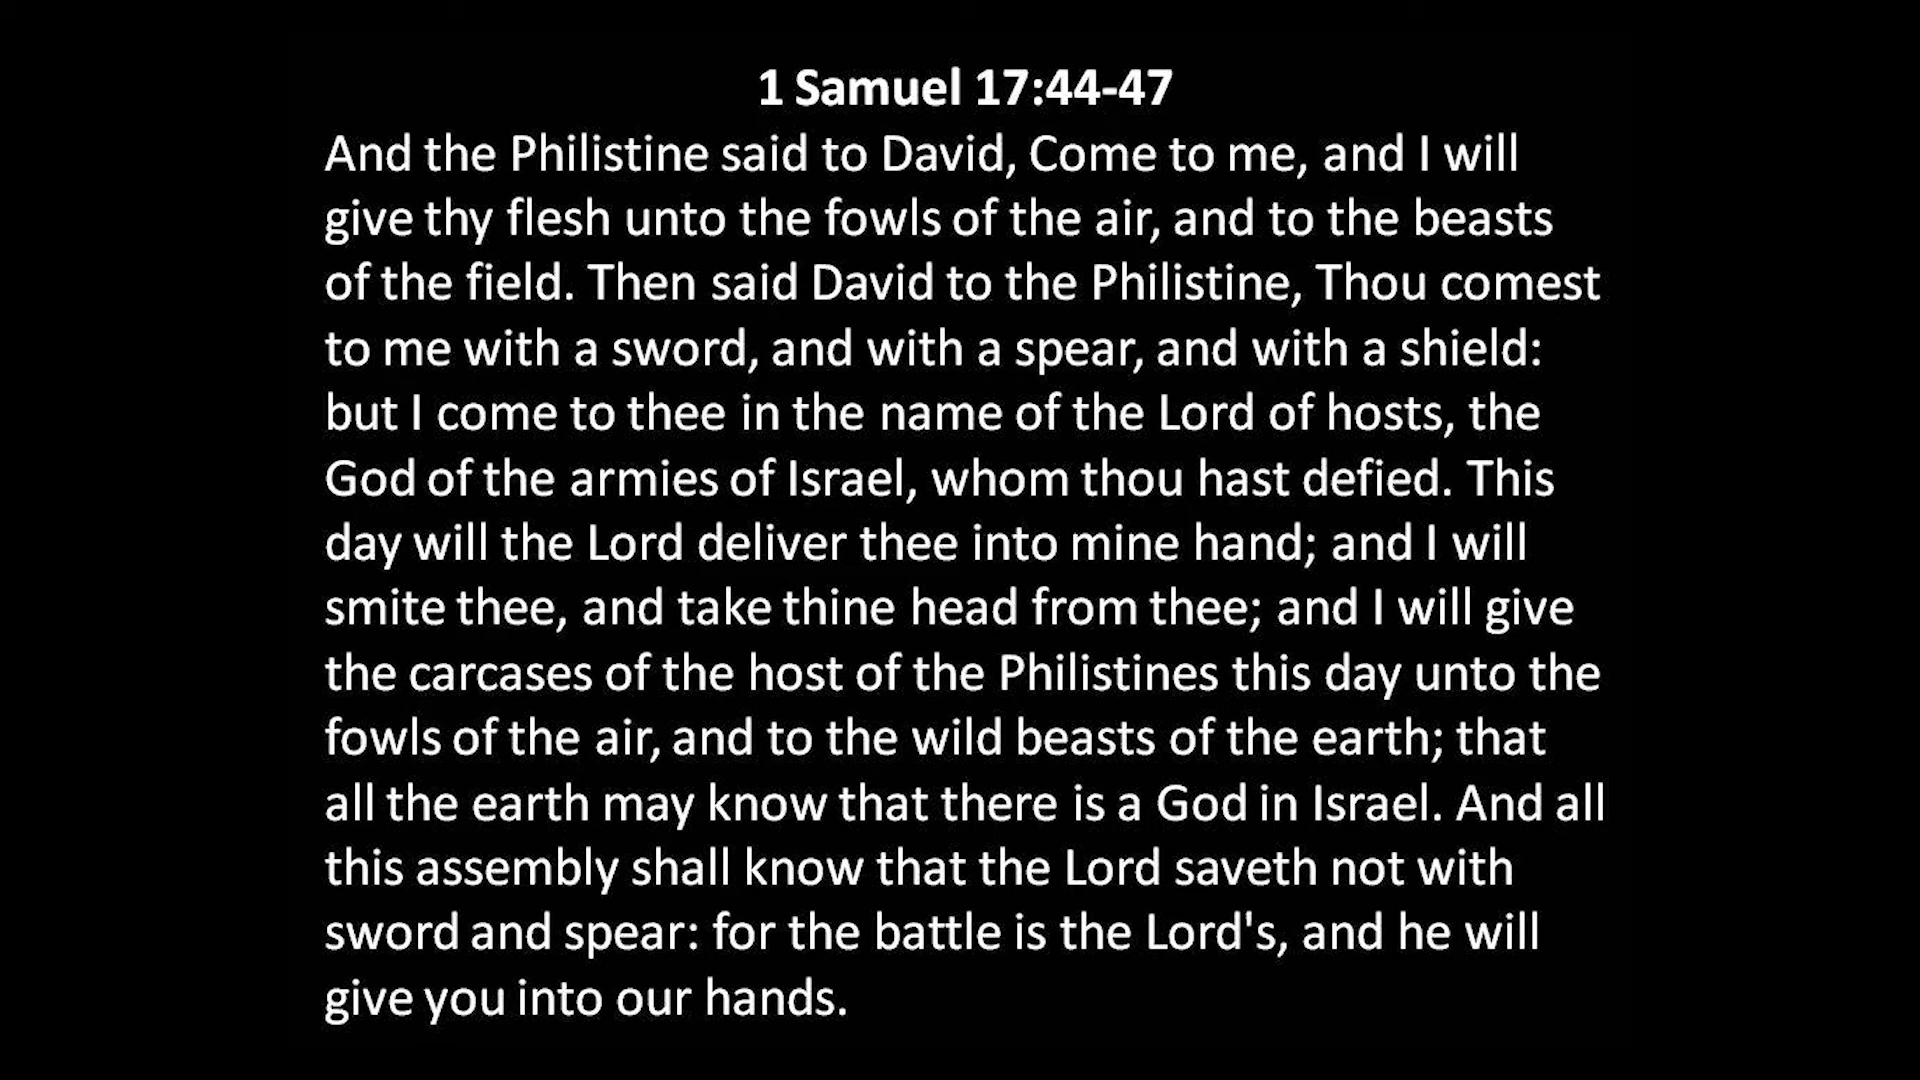 1 Samuel 17:44-47
And the Philistine said to David, Come to me, and I will
give thy flesh unto the fowls of the air, and to the beasts
of the field. Then said David to the Philistine, Thou comest
to me with a sword, and with a spear, and with a shield:
but I come to thee in the name of the Lord of hosts, the
God of the armies of Israel, whom thou hast defied. This
day will the Lord deliver thee into mine hand; and I will
smite thee, and take thine head from thee; and I will give
the carcases of the host of the Philistines this day unto the
fowls of the air, and to the wild beasts of the earth; that
all the earth may know that there is a God in Israel. And all
this assembly shall know that the Lord saveth not with
sword and spear: for the battle is the Lord's, and he will
give you into our hands.